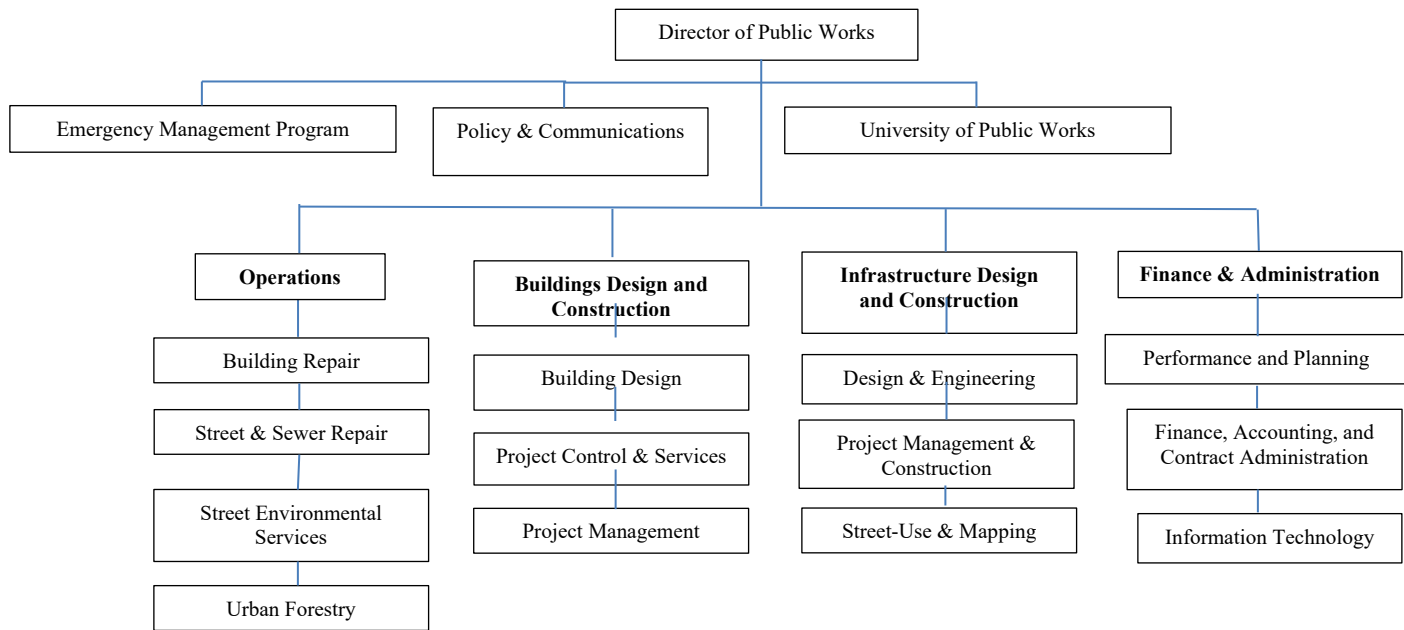 Director of Public Works
Emergency Management Program
Policy & Communications
University of Public Works
Operations
Building Repair
Street & Sewer Repair
Street Environmental
Services
Urban Forestry
Buildings Design and
Construction
Building Design
Project Control & Services
Project Management
Infrastructure Design
and Construction
Design & Engineering
Project Management &
Construction
Street-Use & Mapping
Finance & Administration
Performance and Planning
Finance, Accounting, and
Contract Administration
Information Technology